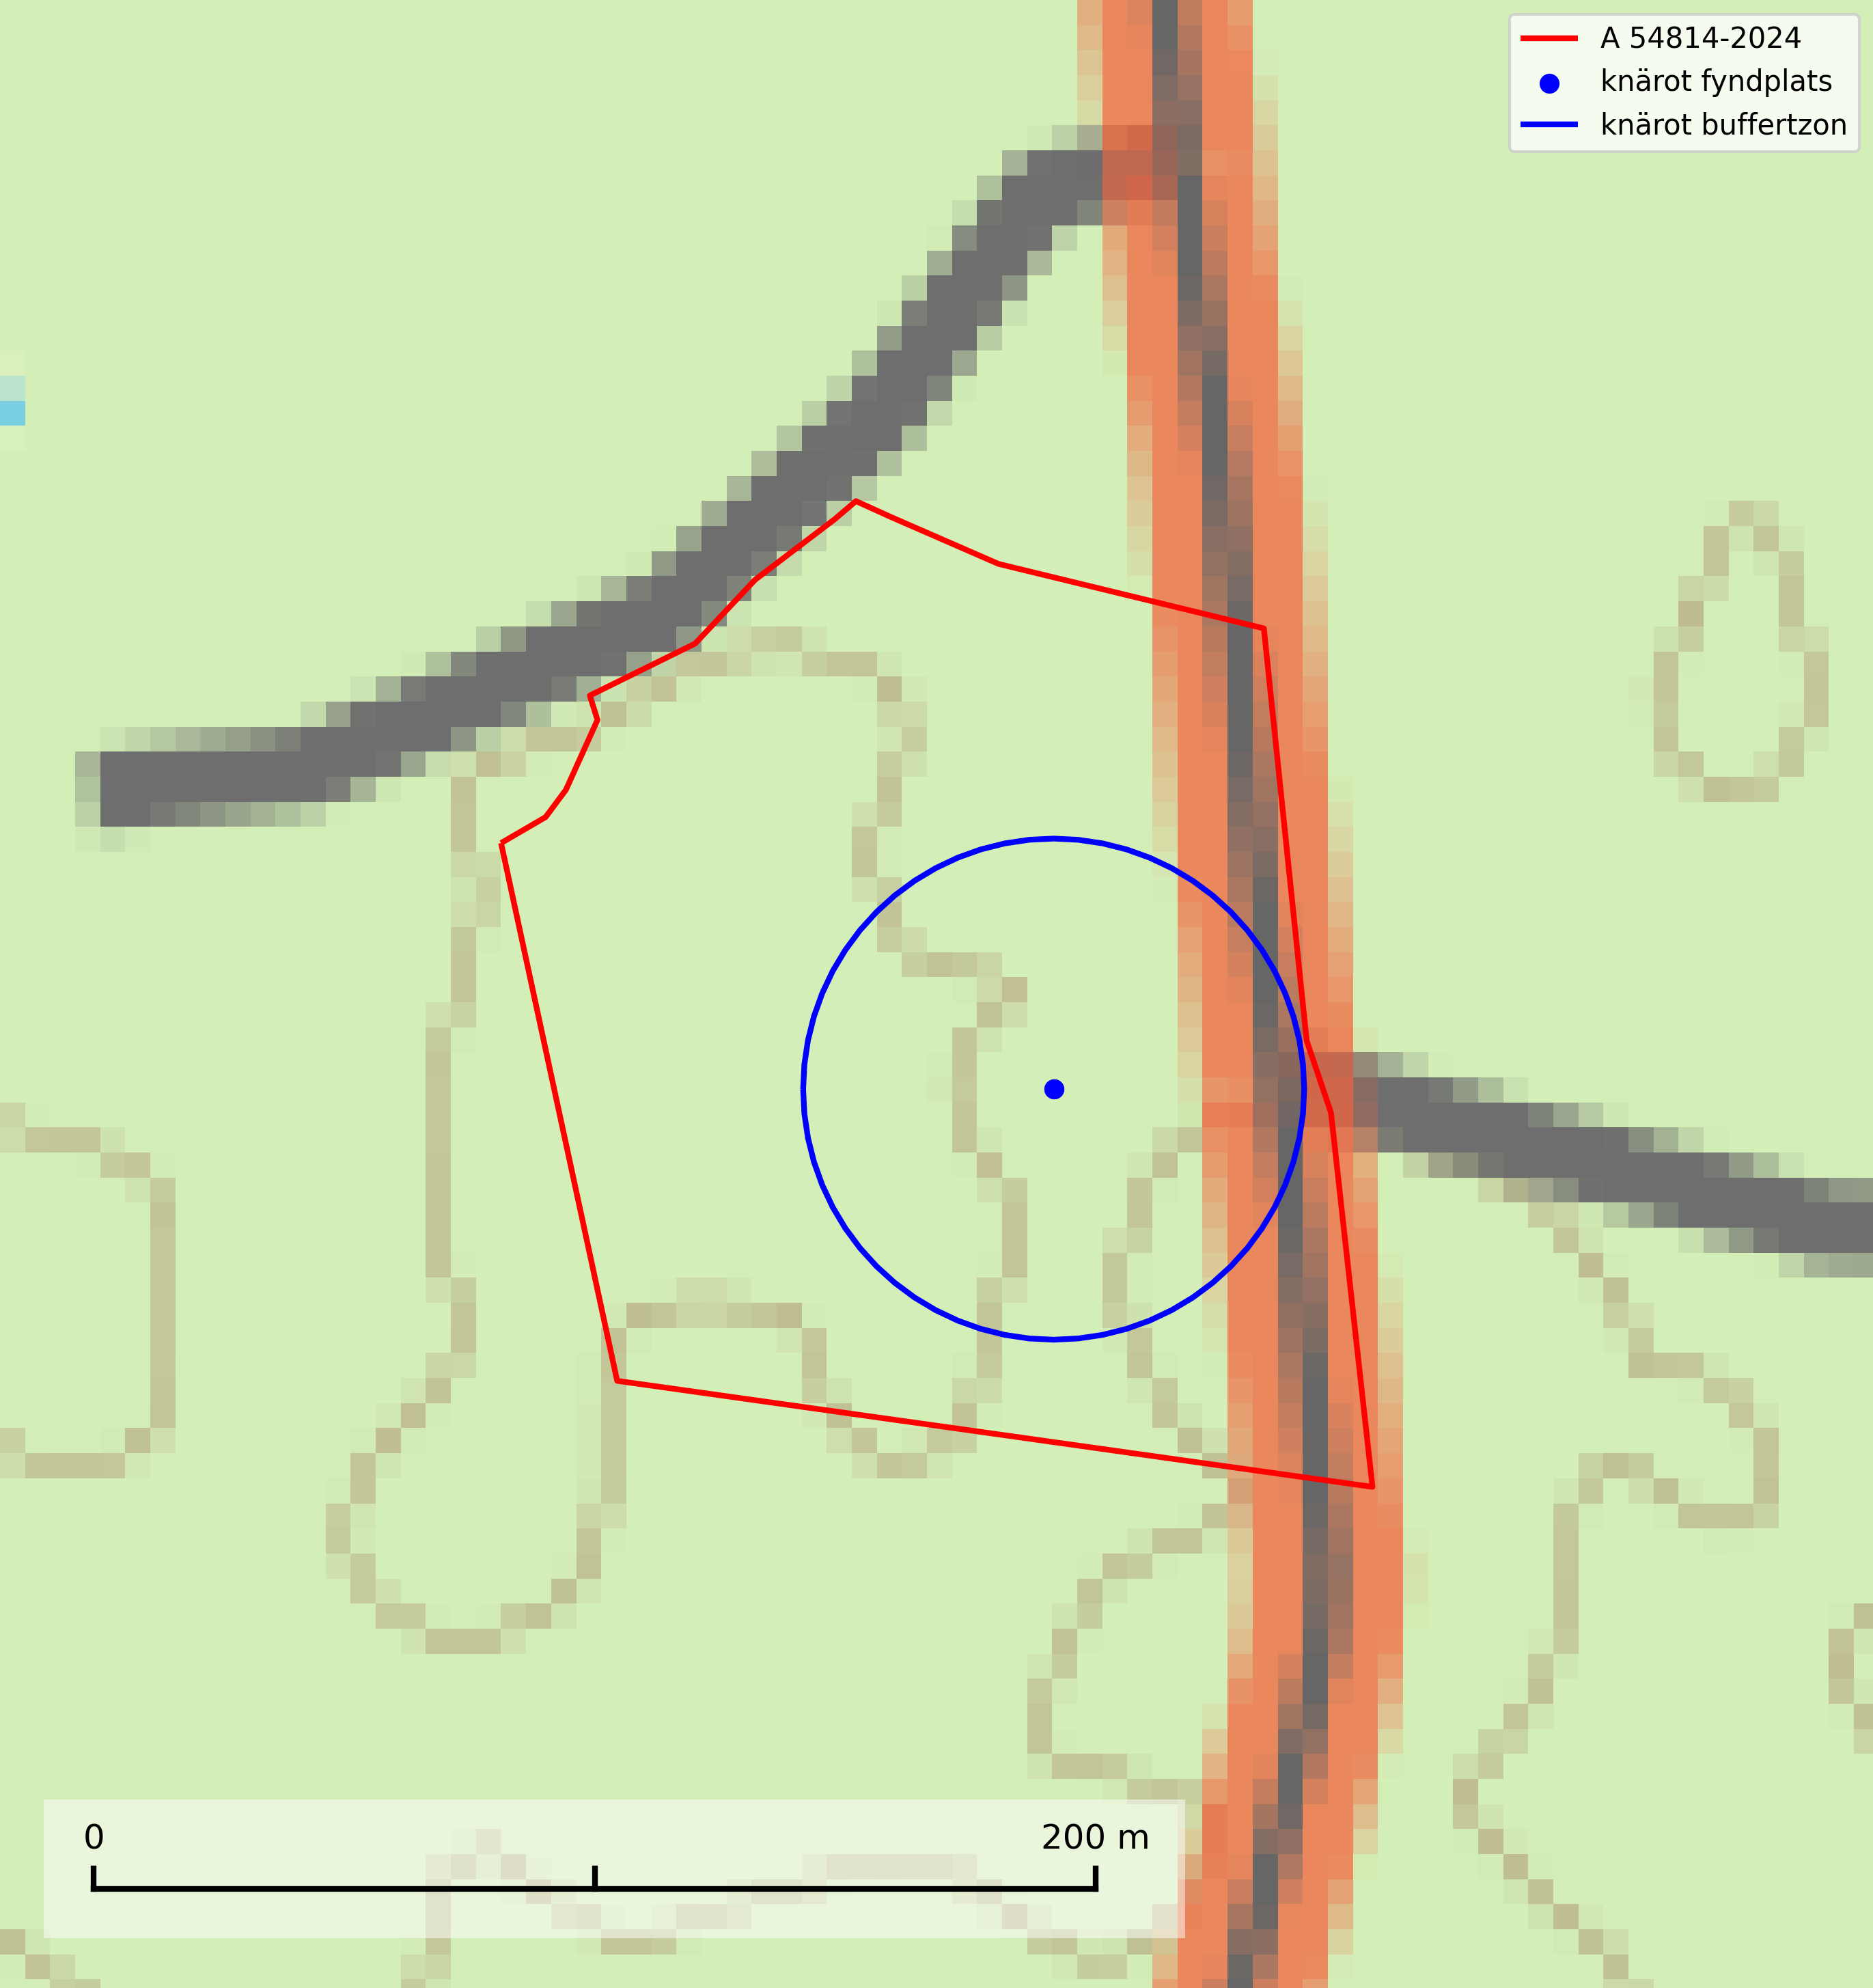 A 54814-2024
knärot fyndplats
knärot buffertzon
0 200 m